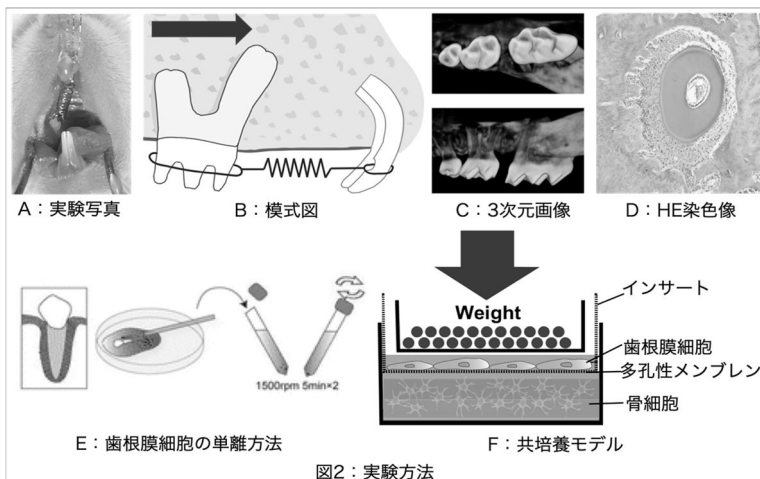 A：実験写真
B：模式図
C：3次元画像
D：HE染色像
Weight
インサート
歯根膜細胞
多孔性メンブレン
骨細胞
1500rpm 5min×2
E：歯根膜細胞の単離方法
F：共培養モデル
図2：実験方法